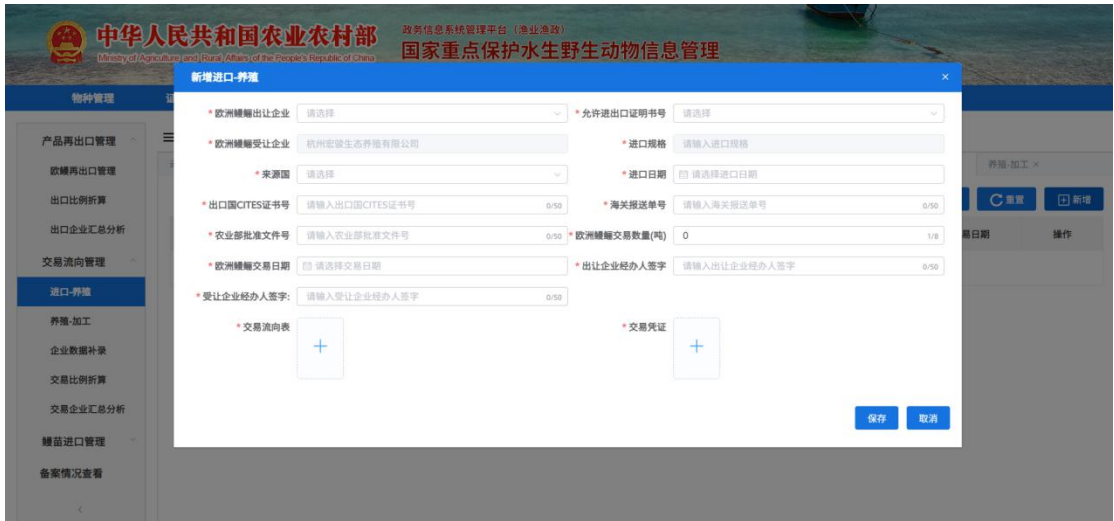 中华人民共和国农业农村部
Ministry of Agriculture and Rural Affairs of the People's Republic of China
政务信息系统管理平台（渔业渔政）
国家重点保护水生野生动物信息管理
物种管理
新增进口-养殖 ×
* 欧洲鳗鲡出让企业 请选择
* 允许进出口证明书号 请选择
* 欧洲鳗鲡受让企业 杭州宏骏生态养殖有限公司
* 进口规格 请输入进口规格
* 来源国 请选择
* 进口日期 请选择进口日期
* 出口国CITES证书号 请输入出口国CITES证书号 0/50
* 海关报送单号 请输入海关报送单号 0/50
* 农业部批准文件号 请输入农业部批准文件号 0/50
* 欧洲鳗鲡交易数量(吨) 0 1/8
* 欧洲鳗鲡交易日期 请选择交易日期
* 出让企业经办人签字 请输入出让企业经办人签字 0/50
* 受让企业经办人签字: 请输入受让企业经办人签字 0/50
* 交易流向表 +
* 交易凭证 +
保存 取消
产品再出口管理
欧鳗再出口管理
出口比例折算
出口企业汇总分析
交易流向管理
进口-养殖
养殖-加工
企业数据补录
交易比例折算
交易企业汇总分析
鳗苗进口管理
备案情况查看
养殖-加工 ×
重置 新增
易日期 操作